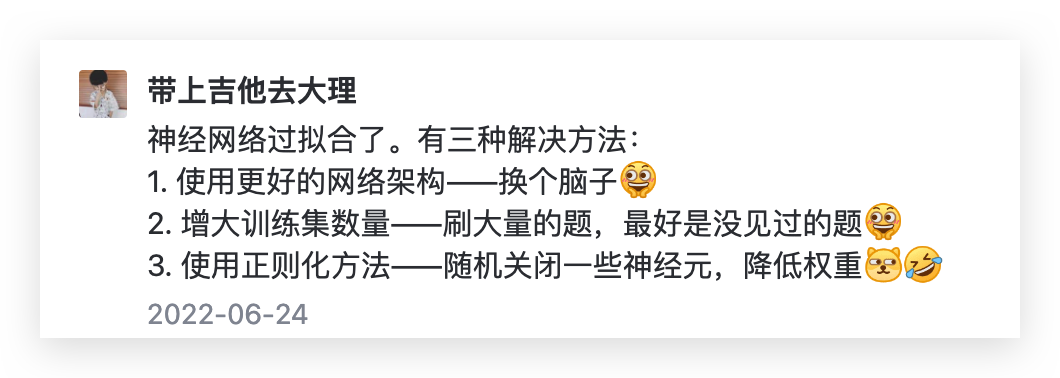 带上吉他去大理
神经网络过拟合了。有三种解决方法：
1. 使用更好的网络架构——换个脑子
2. 增大训练集数量——刷大量的题，最好是没见过的题
3. 使用正则化方法——随机关闭一些神经元，降低权重
2022-06-24